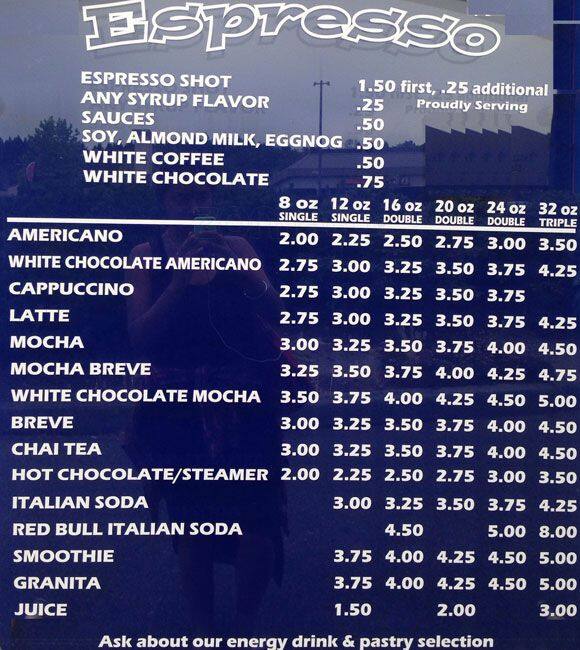 Espresso
ESPRESSO SHOT 1.50 first, .25 additional
ANY SYRUP FLAVOR .25 Proudly Serving
SAUCES .50
SOY, ALMOND MILK, EGGNOG .50
WHITE COFFEE .50
WHITE CHOCOLATE .75
8 oz 12 oz 16 oz 20 oz 24 oz 32 oz
SINGLE SINGLE DOUBLE DOUBLE DOUBLE TRIPLE
AMERICANO 2.00 2.25 2.50 2.75 3.00 3.50
WHITE CHOCOLATE AMERICANO 2.75 3.00 3.25 3.50 3.75 4.25
CAPPUCCINO 2.75 3.00 3.25 3.50 3.75
LATTE 2.75 3.00 3.25 3.50 3.75 4.25
MOCHA 3.00 3.25 3.50 3.75 4.00 4.50
MOCHA BREVE 3.25 3.50 3.75 4.00 4.25 4.75
WHITE CHOCOLATE MOCHA 3.50 3.75 4.00 4.25 4.50 5.00
BREVE 3.00 3.25 3.50 3.75 4.00 4.50
CHAI TEA 3.00 3.25 3.50 3.75 4.00 4.50
HOT CHOCOLATE/STEAMER 2.00 2.25 2.50 2.75 3.00 3.50
ITALIAN SODA 3.00 3.25 3.50 3.75 4.25
RED BULL ITALIAN SODA 4.50 5.00 8.00
SMOOTHIE 3.75 4.00 4.25 4.50 5.00
GRANITA 3.75 4.00 4.25 4.50 5.00
JUICE 1.50 2.00 3.00
Ask about our energy drink & pastry selection